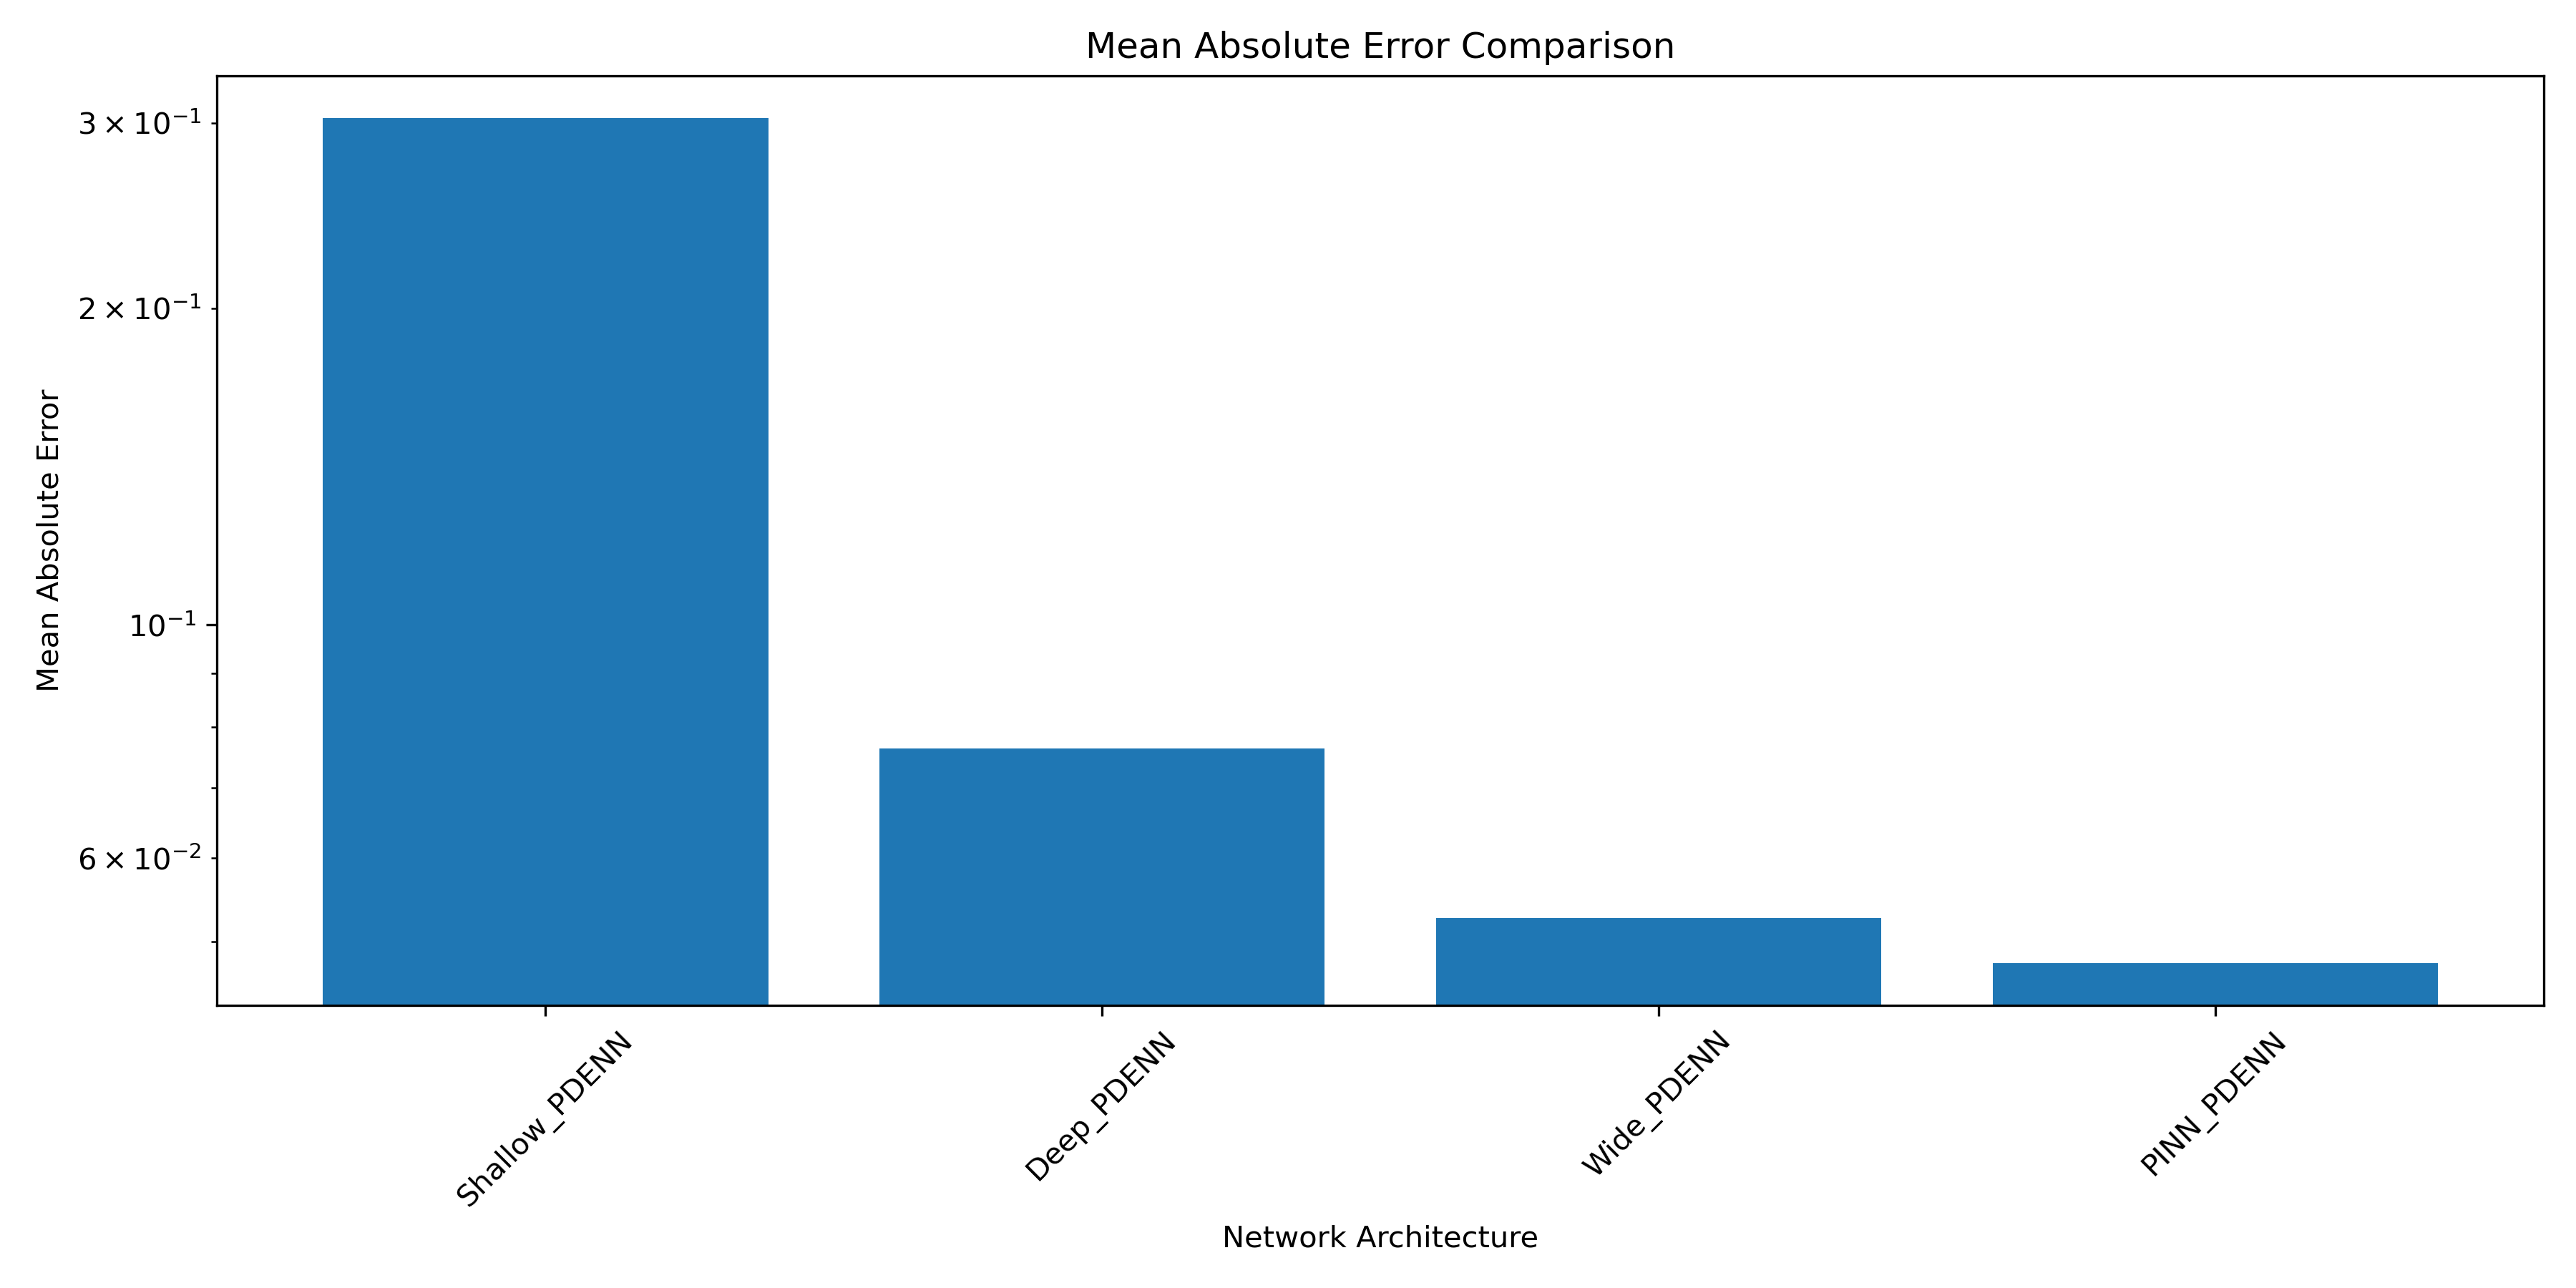 Mean Absolute Error Comparison
Mean Absolute Error
3 × 10⁻¹
2 × 10⁻¹
10⁻¹
6 × 10⁻²
Shallow_PDENN
Deep_PDENN
Wide_PDENN
PINN_PDENN
Network Architecture